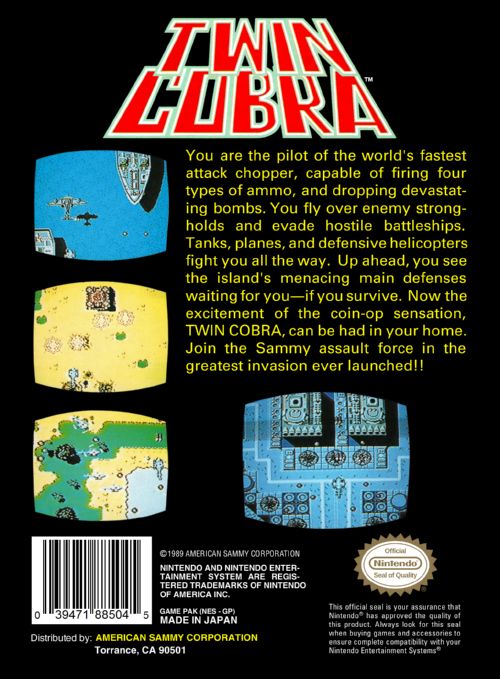 TWIN
COBRA™
You are the pilot of the world's fastest
attack chopper, capable of firing four
types of ammo, and dropping devastat-
ing bombs. You fly over enemy strong-
holds and evade hostile battleships.
Tanks, planes, and defensive helicopters
fight you all the way. Up ahead, you see
the island's menacing main defenses
waiting for you—if you survive. Now the
excitement of the coin-op sensation,
TWIN COBRA, can be had in your home.
Join the Sammy assault force in the
greatest invasion ever launched!!
©1989 AMERICAN SAMMY CORPORATION
NINTENDO AND NINTENDO ENTER-
TAINMENT SYSTEM ARE REGIS-
TERED TRADEMARKS OF NINTENDO
OF AMERICA INC.
GAME PAK (NES - GP)
MADE IN JAPAN
0 39471 88504 5
Distributed by: AMERICAN SAMMY CORPORATION
Torrance, CA 90501
Official
Nintendo®
Seal of Quality
This official seal is your assurance that
Nintendo® has approved the quality of
this product. Always look for this seal
when buying games and accessories to
ensure complete compatibility with your
Nintendo Entertainment System®